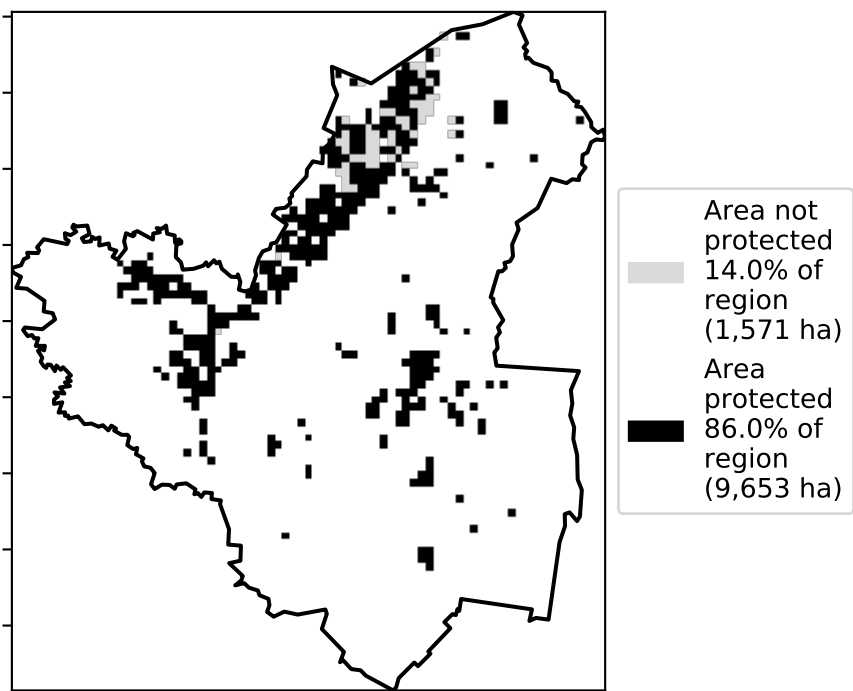 Area not
protected
14.0% of
region
(1,571 ha)
Area
protected
86.0% of
region
(9,653 ha)